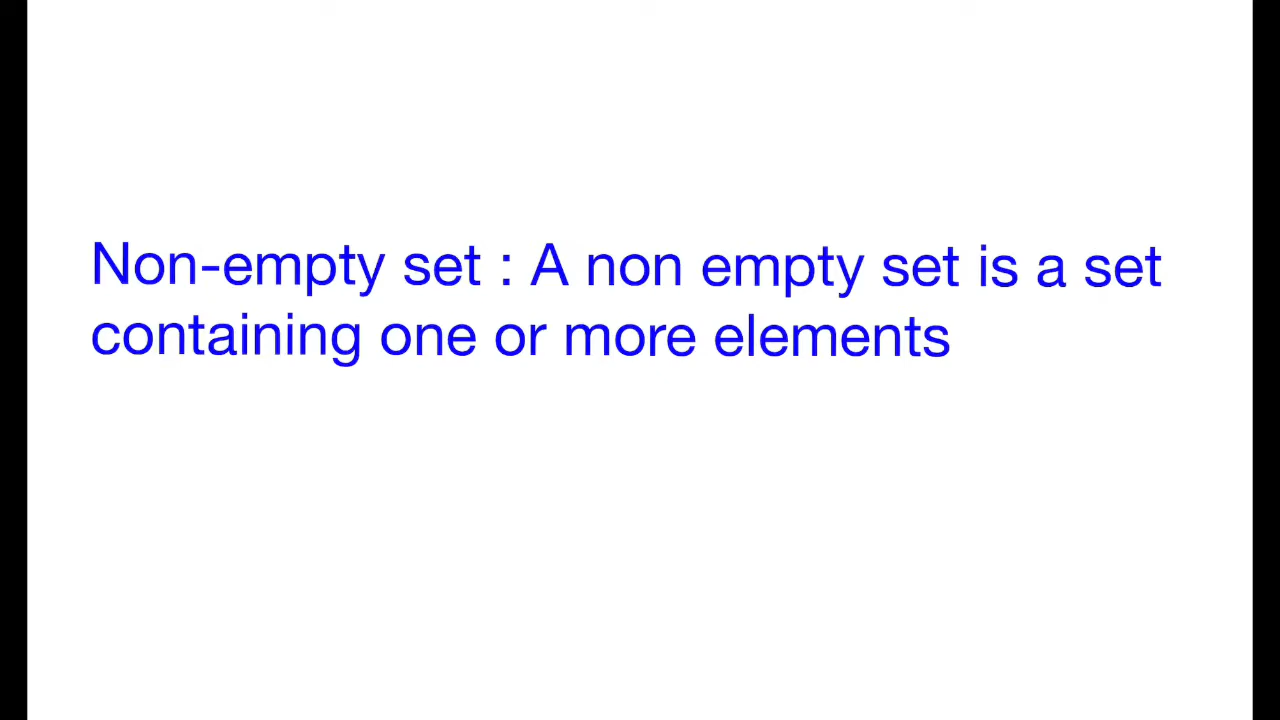 Non-empty set : A non empty set is a set
containing one or more elements